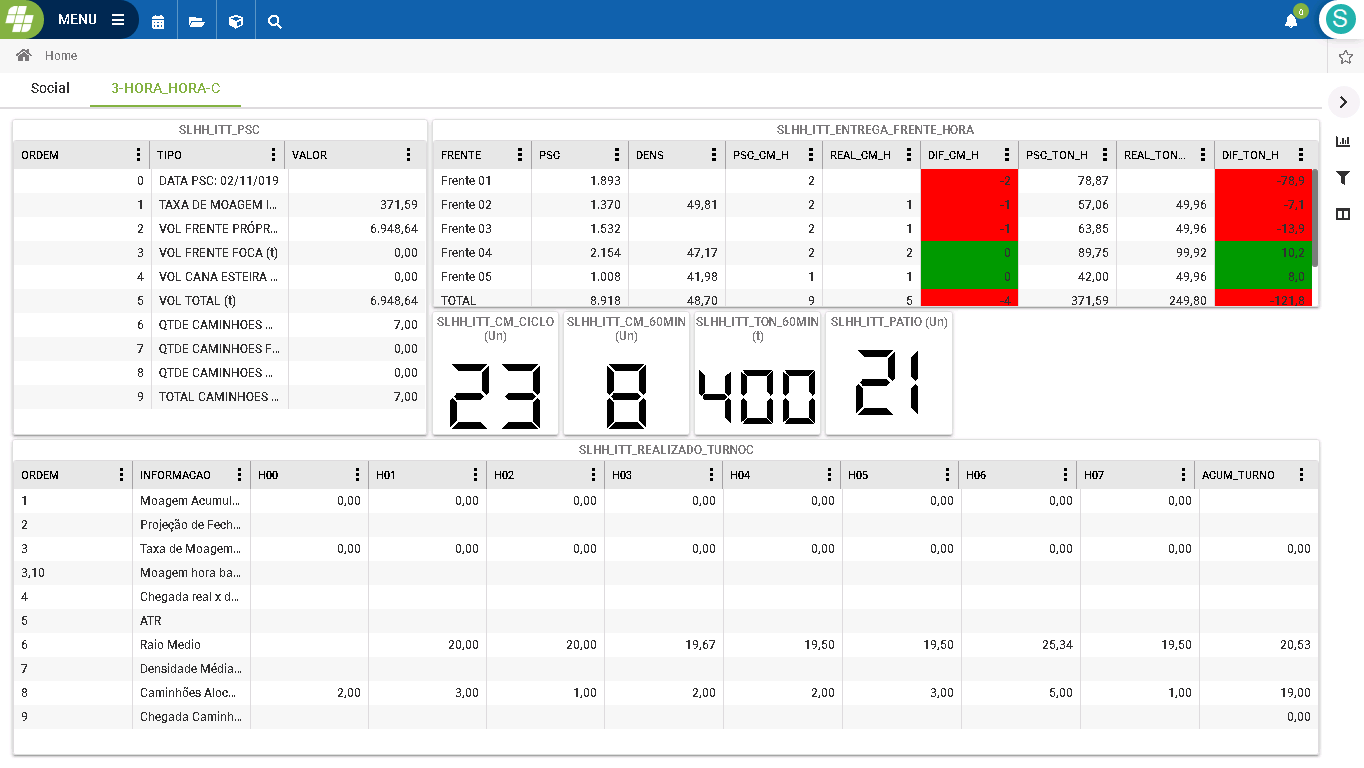 MENU
0
S
Home
Social 3-HORA_HORA-C
SLHH_ITT_PSC
ORDEM TIPO VALOR
0 DATA PSC: 02/11/019
1 TAXA DE MOAGEM I... 371,59
2 VOL FRENTE PRÓPR... 6.948,64
3 VOL FRENTE FOCA (t) 0,00
4 VOL CANA ESTEIRA ... 0,00
5 VOL TOTAL (t) 6.948,64
6 QTDE CAMINHOES ... 7,00
7 QTDE CAMINHOES F... 0,00
8 QTDE CAMINHOES ... 0,00
9 TOTAL CAMINHOES ... 7,00
SLHH_ITT_ENTREGA_FRENTE_HORA
FRENTE PSC DENS PSC_CM_H REAL_CM_H DIF_CM_H PSC_TON_H REAL_TON... DIF_TON_H
Frente 01 1.893 2 -2 78,87 -78,9
Frente 02 1.370 49,81 2 1 -1 57,06 49,96 -7,1
Frente 03 1.532 2 1 -1 63,85 49,96 -13,9
Frente 04 2.154 47,17 2 2 0 89,75 99,92 10,2
Frente 05 1.008 41,98 1 1 0 42,00 49,96 8,0
TOTAL 8.918 48,70 9 5 -4 371,59 249,80 -121,8
SLHH_ITT_CM_CICLO
(Un)
23
SLHH_ITT_CM_60MIN
(Un)
8
SLHH_ITT_TON_60MIN
(t)
400
SLHH_ITT_PATIO (Un)
21
SLHH_ITT_REALIZADO_TURNOC
ORDEM INFORMACAO H00 H01 H02 H03 H04 H05 H06 H07 ACUM_TURNO
1 Moagem Acumul... 0,00 0,00 0,00 0,00 0,00 0,00 0,00 0,00
2 Projeção de Fech...
3 Taxa de Moagem... 0,00 0,00 0,00 0,00 0,00 0,00 0,00 0,00 0,00
3,10 Moagem hora ba...
4 Chegada real x d...
5 ATR
6 Raio Medio 20,00 20,00 19,67 19,50 19,50 25,34 19,50 20,53
7 Densidade Média...
8 Caminhões Aloc... 2,00 3,00 1,00 2,00 2,00 3,00 5,00 1,00 19,00
9 Chegada Caminh... 0,00